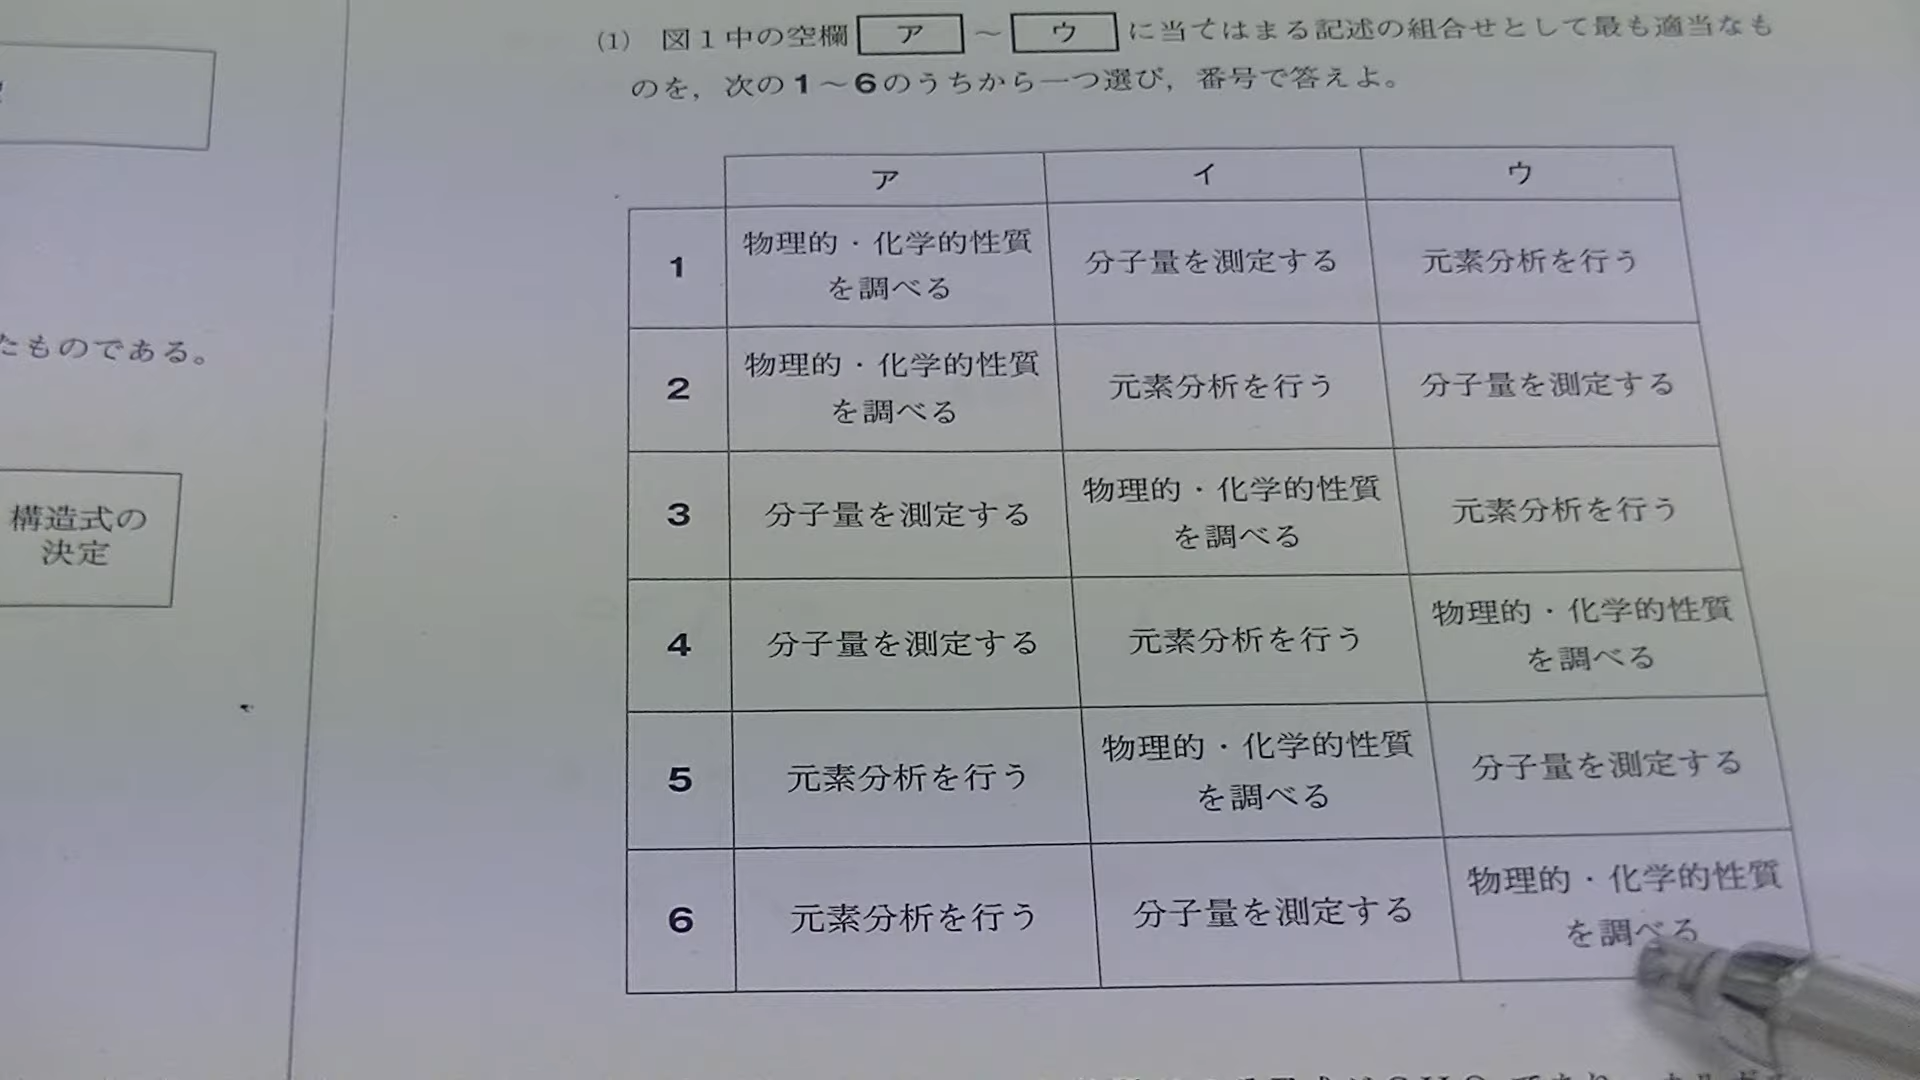 たものである。
構造式の
決定
(1) 図1中の空欄 ア ～ ウ に当てはまる記述の組合せとして最も適当なも
のを，次の1～6のうちから一つ選び，番号で答えよ。
ア イ ウ
1 物理的・化学的性質を調べる 分子量を測定する 元素分析を行う
2 物理的・化学的性質を調べる 元素分析を行う 分子量を測定する
3 分子量を測定する 物理的・化学的性質を調べる 元素分析を行う
4 分子量を測定する 元素分析を行う 物理的・化学的性質を調べる
5 元素分析を行う 物理的・化学的性質を調べる 分子量を測定する
6 元素分析を行う 分子量を測定する 物理的・化学的性質を調べる